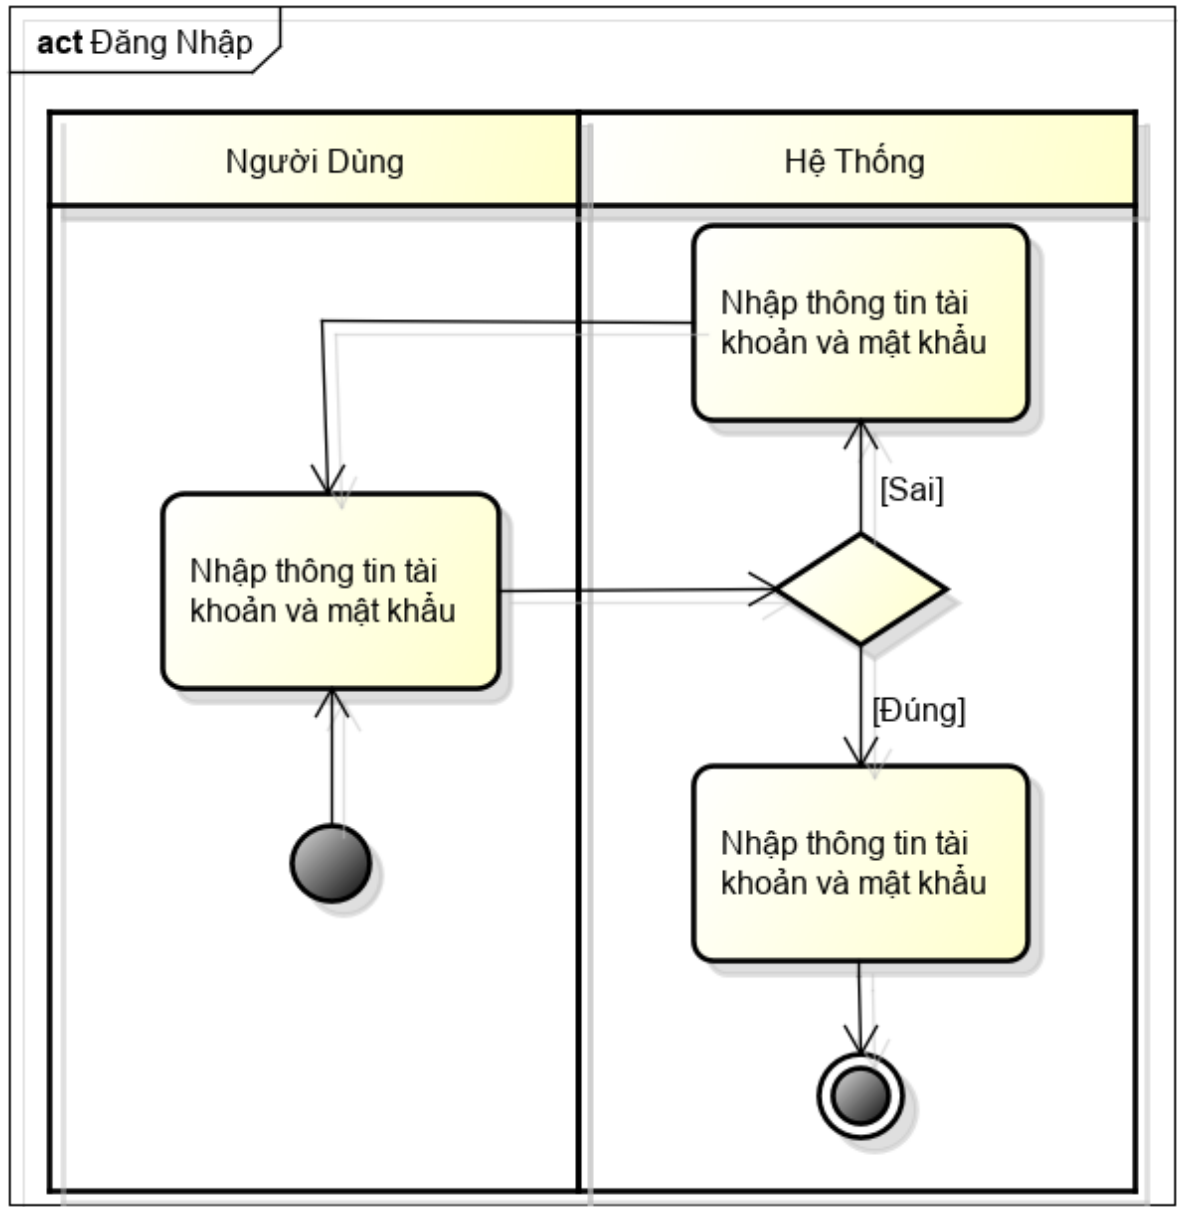 act Đăng Nhập
Người Dùng
Hệ Thống
Nhập thông tin tài
khoản và mật khẩu
[Sai]
Nhập thông tin tài
khoản và mật khẩu
[Đúng]
Nhập thông tin tài
khoản và mật khẩu